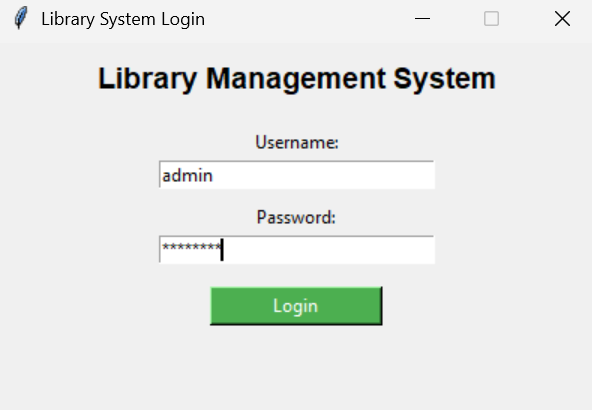 Library System Login
Library Management System
Username:
admin
Password:
********
Login